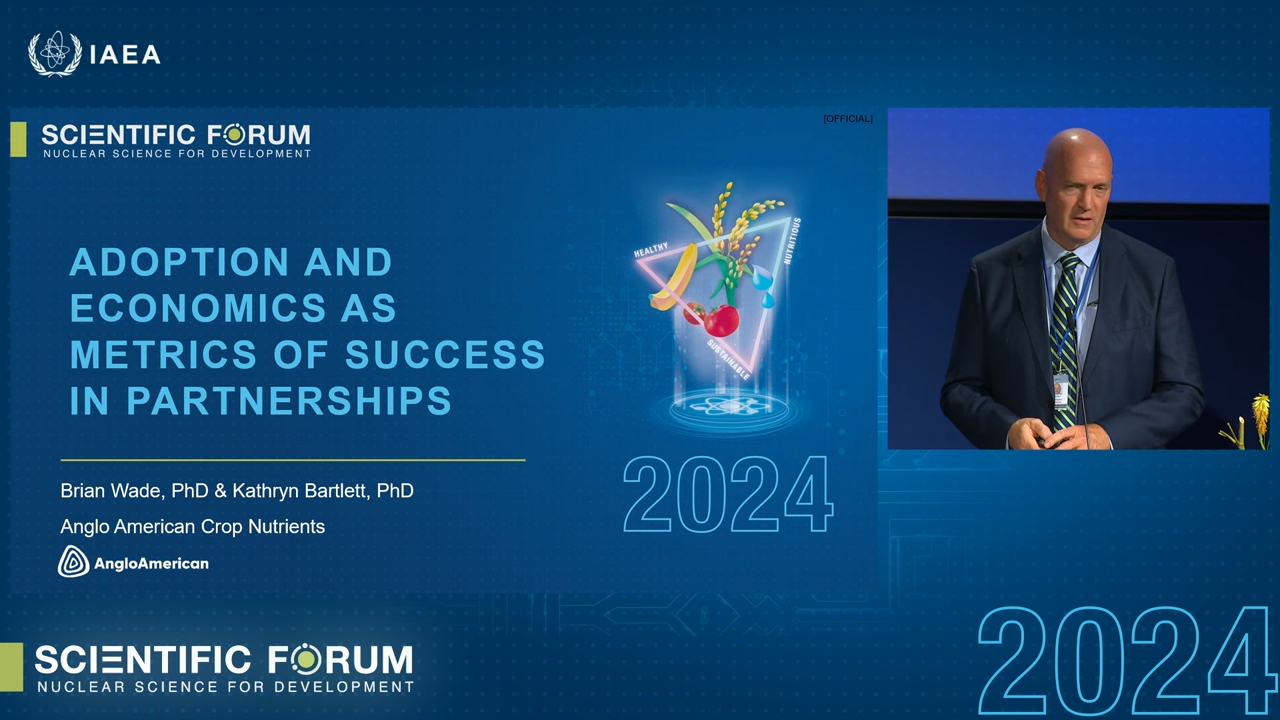 IAEA
SCIENTIFIC FORUM
NUCLEAR SCIENCE FOR DEVELOPMENT
[OFFICIAL]
HEALTHY
NUTRITIOUS
SUSTAINABLE
ADOPTION AND
ECONOMICS AS
METRICS OF SUCCESS
IN PARTNERSHIPS
2024
Brian Wade, PhD & Kathryn Bartlett, PhD
Anglo American Crop Nutrients
AngloAmerican
SCIENTIFIC FORUM
NUCLEAR SCIENCE FOR DEVELOPMENT
2024